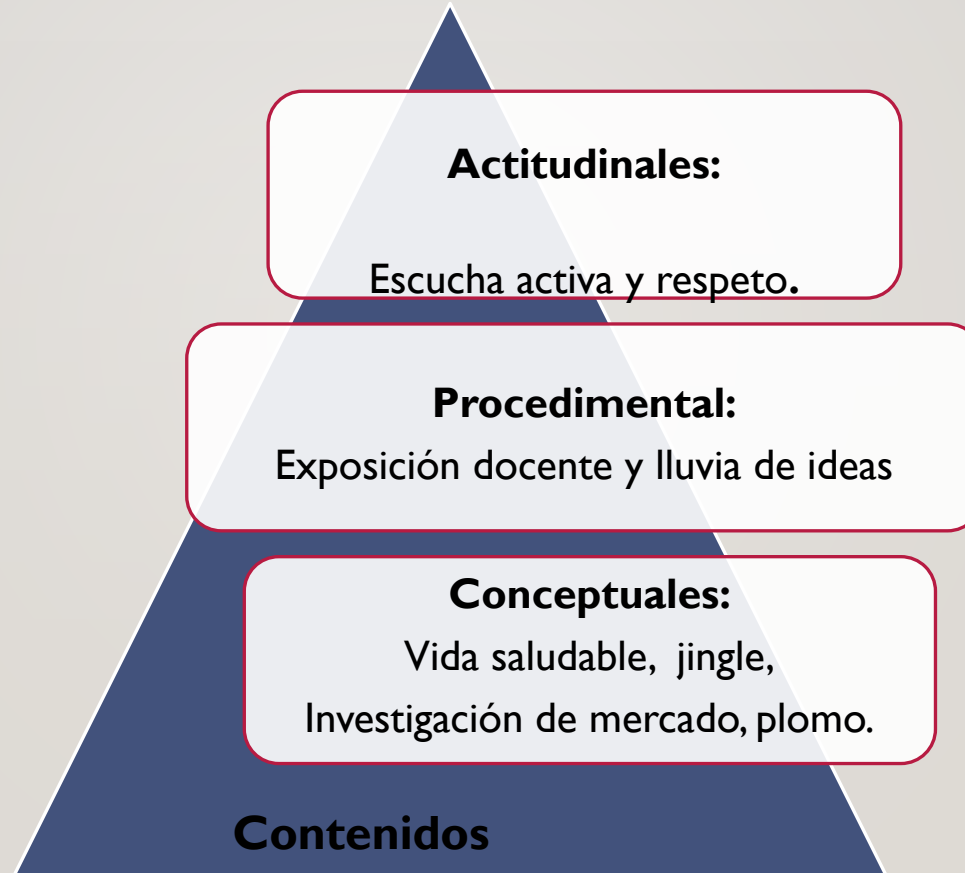 Actitudinales:
Escucha activa y respeto.
Procedimental:
Exposición docente y lluvia de ideas
Conceptuales:
Vida saludable, jingle,
Investigación de mercado, plomo.
Contenidos